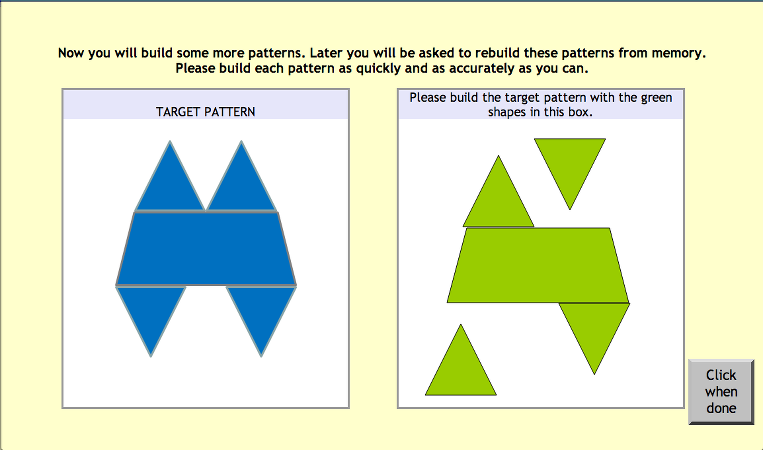 Now you will build some more patterns. Later you will be asked to rebuild these patterns from memory.
Please build each pattern as quickly and as accurately as you can.
TARGET PATTERN
Please build the target pattern with the green
shapes in this box.
Click
when
done